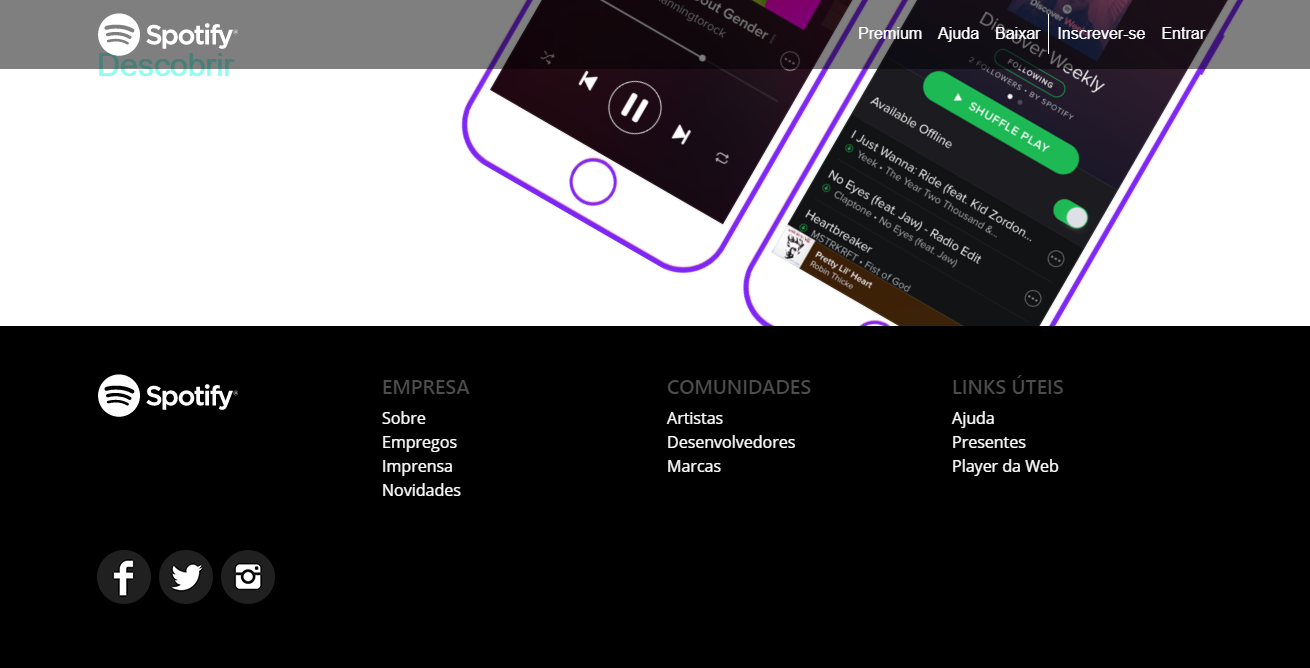 Spotify®
Premium Ajuda Baixar Inscrever-se Entrar
Descobrir
out Gender
anningtorock
Discover
Discover Weekly
FOLLOWING
2 FOLLOWERS • BY SPOTIFY
SHUFFLE PLAY
Available Offline
I Just Wanna: Ride (feat. Kid Zordon...
Yeek • The Year Two Thousand &...
No Eyes (feat. Jaw) - Radio Edit
Claptone • No Eyes (feat. Jaw)
Heartbreaker
MSTRKRFT • Fist of God
Pretty Lil' Heart
Robin Thicke
Spotify®
EMPRESA
Sobre
Empregos
Imprensa
Novidades
COMUNIDADES
Artistas
Desenvolvedores
Marcas
LINKS ÚTEIS
Ajuda
Presentes
Player da Web